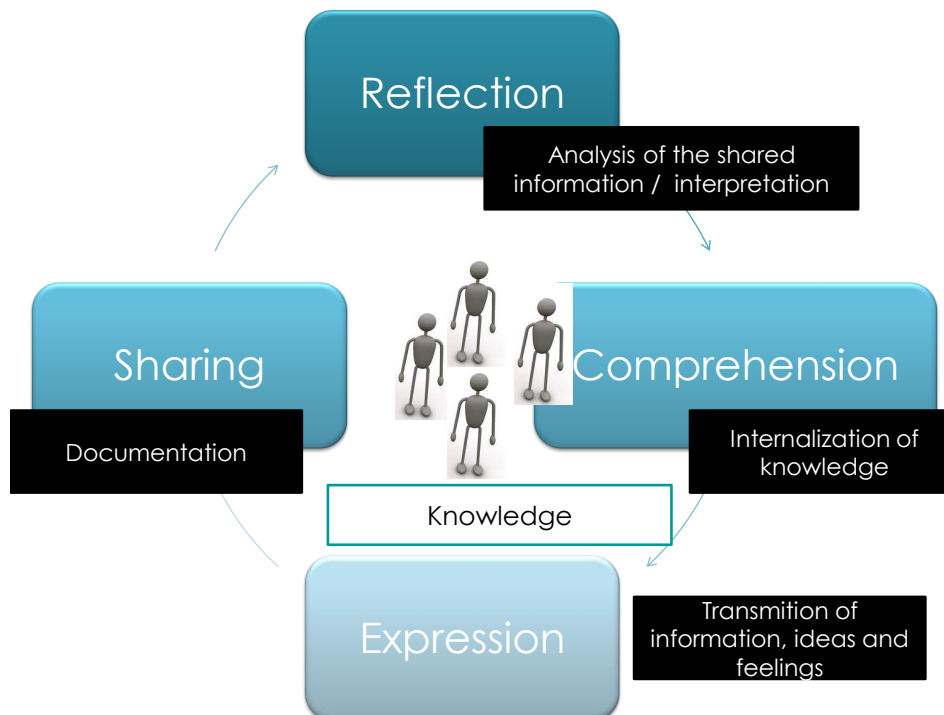 Reflection
Analysis of the shared
information /  interpretation
Sharing
Comprehension
Documentation
Internalization of
knowledge
Knowledge
Expression
Transmition of
information, ideas and
feelings